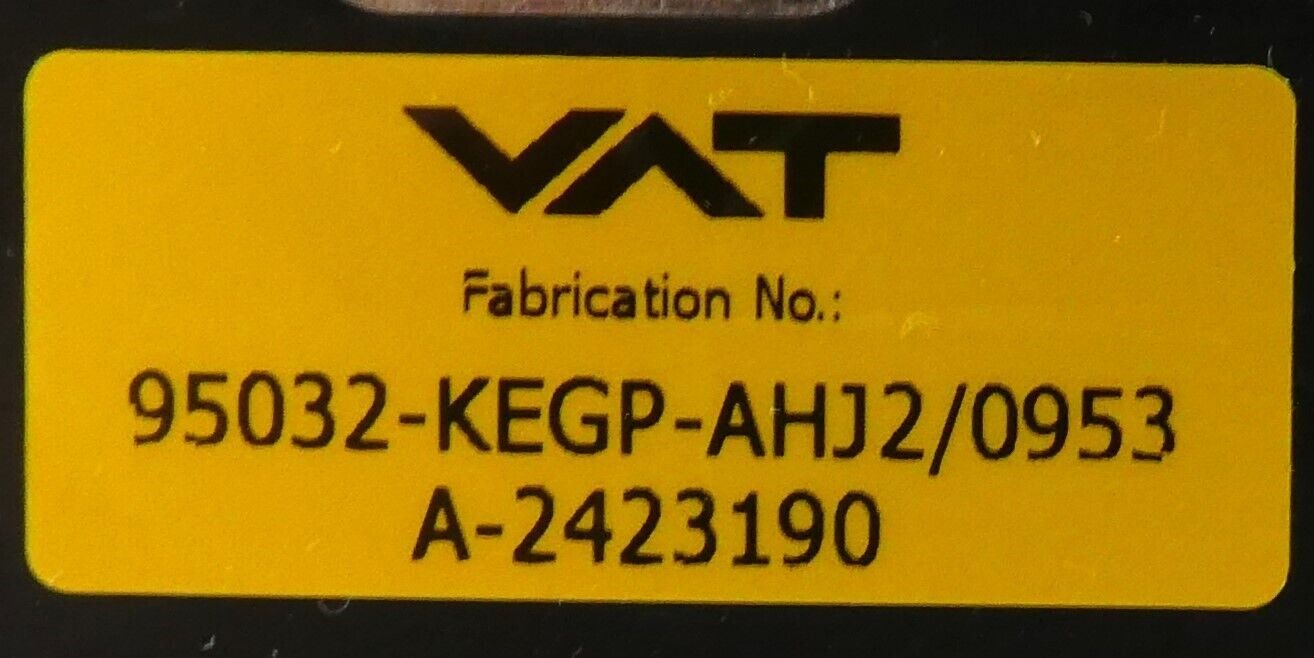 VAT
Fabrication No.:
95032-KEGP-AHJ2/0953
A-2423190